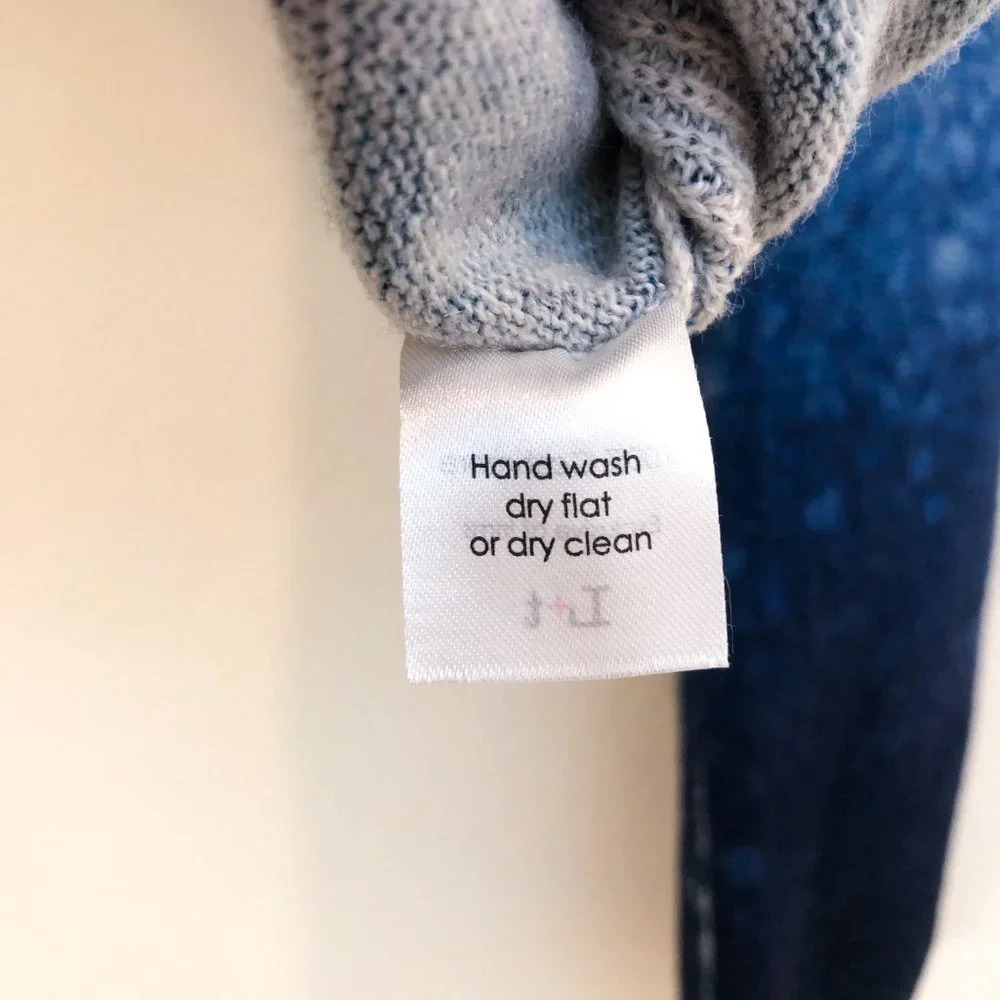 Hand wash
dry flat
or dry clean